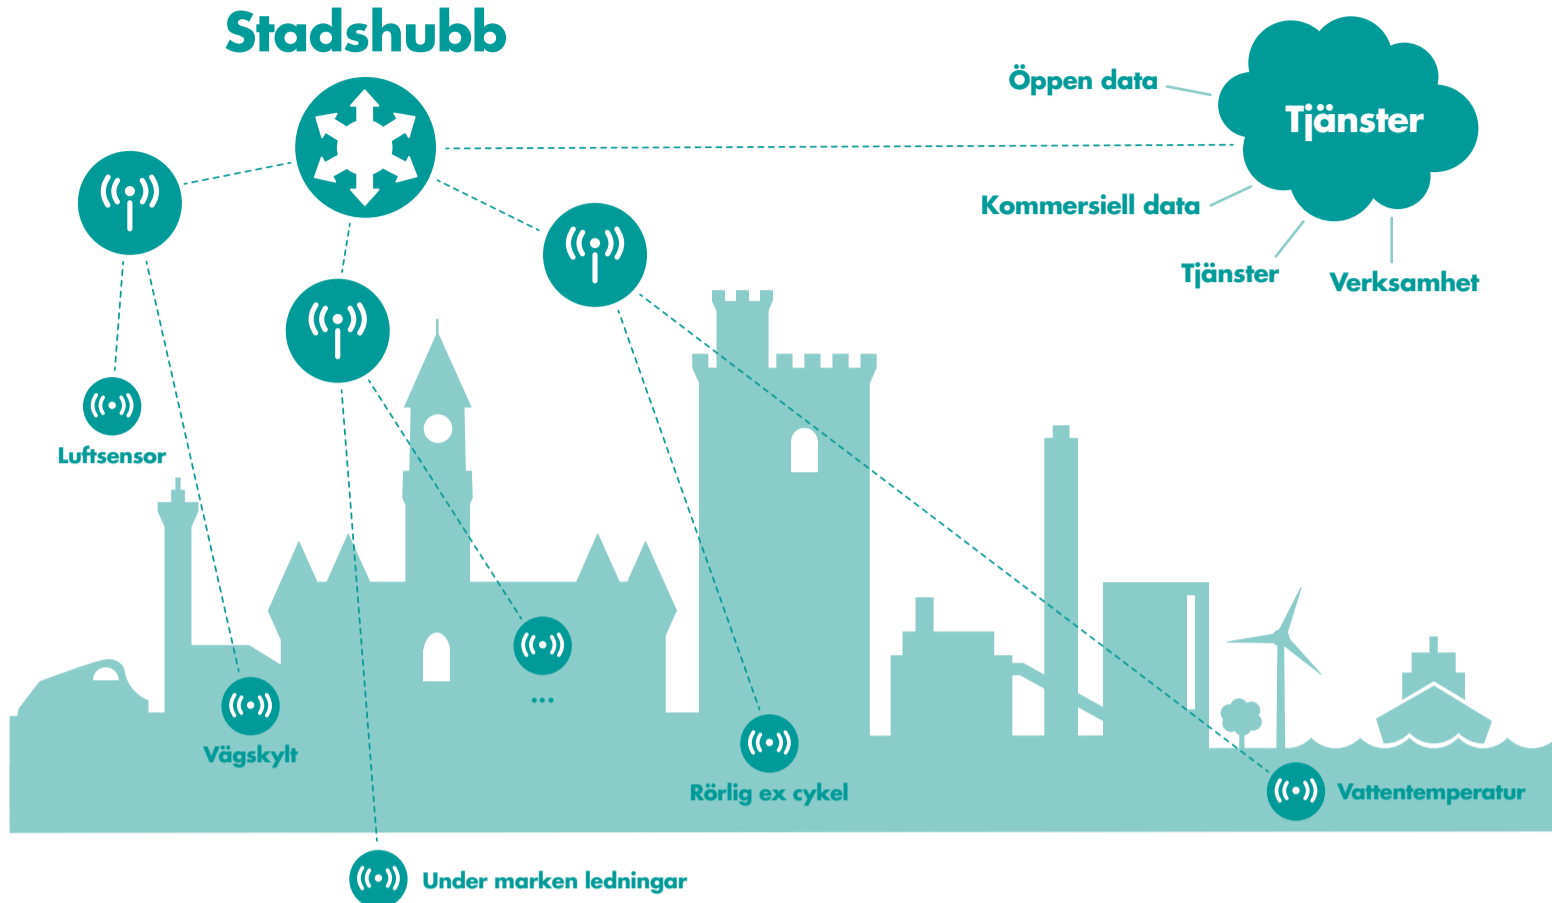 Stadshubb
Öppen data
Tjänster
Kommersiell data
Tjänster
Verksamhet
Luftsensor
...
Vägskylt
Rörlig ex cykel
Vattentemperatur
Under marken ledningar